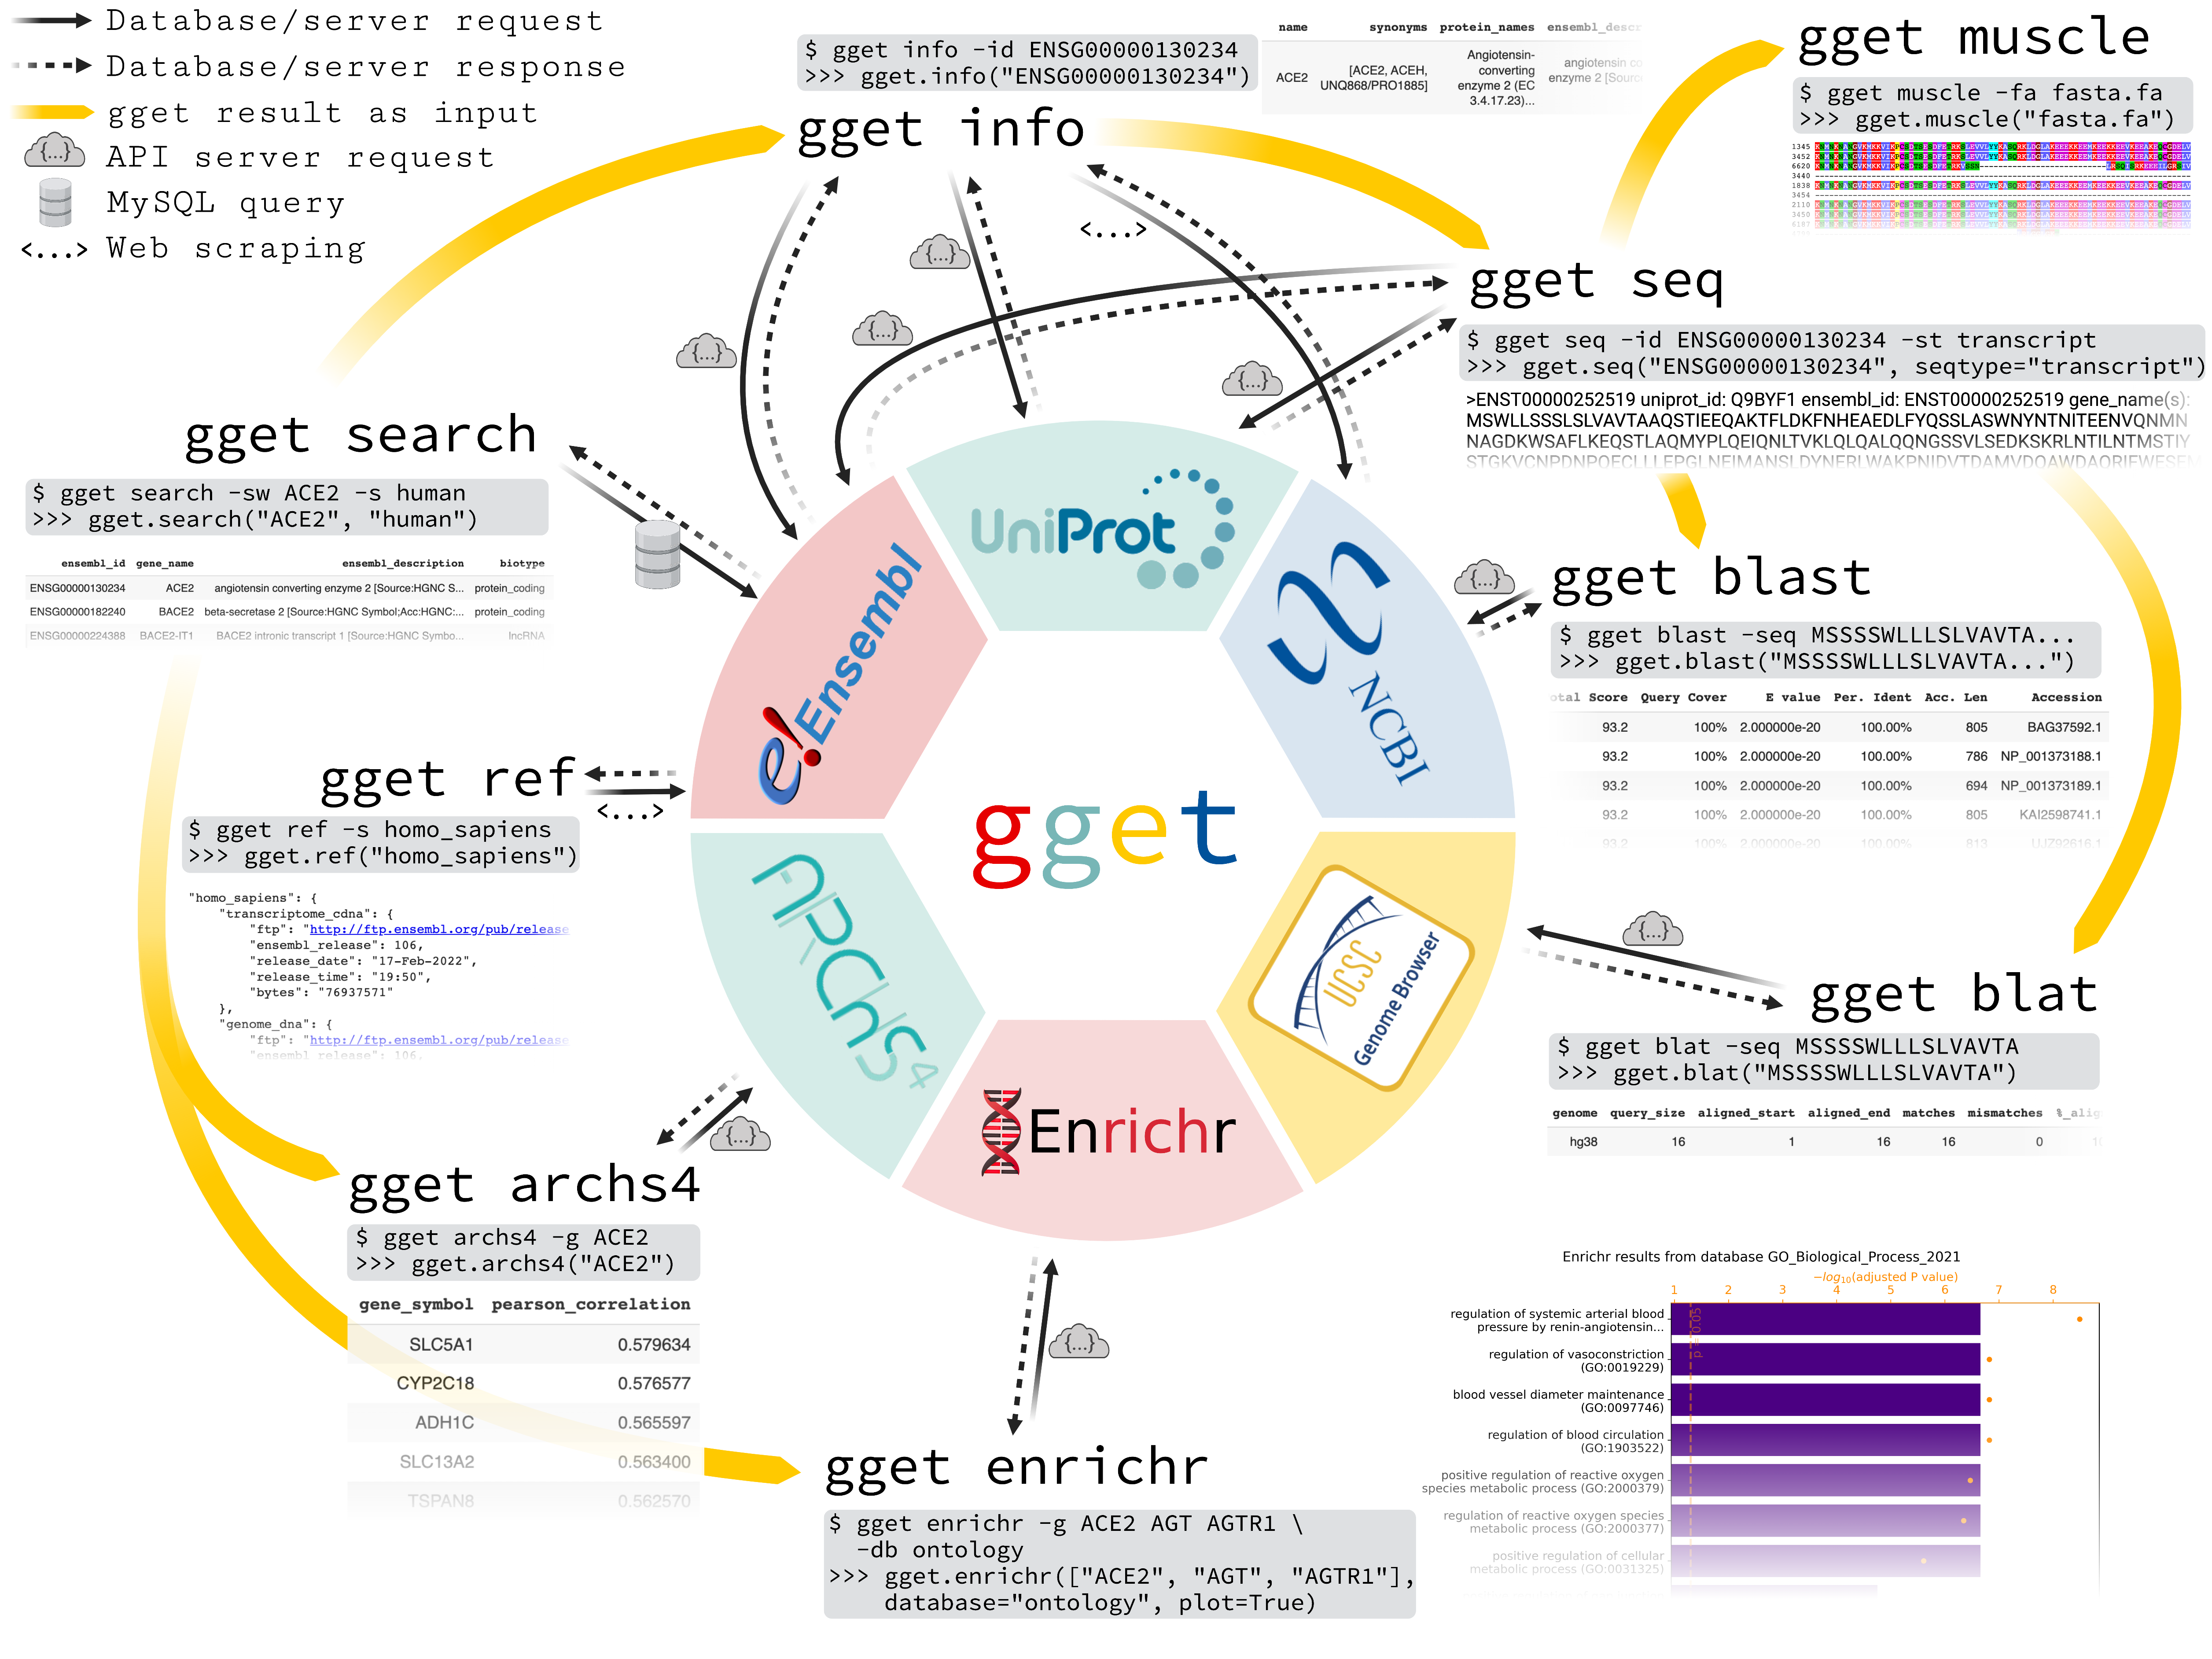 Database/server request
Database/server response
gget result as input
{...} API server request
MySQL query
<...> Web scraping
$ gget info -id ENSG00000130234
>>> gget.info("ENSG00000130234")
gget info
name synonyms protein_names ensembl_descr
ACE2 [ACE2, ACEH, UNQ868/PRO1885] Angiotensin-converting enzyme 2 (EC 3.4.17.23)... angiotensin co enzyme 2 [Sourc
gget muscle
$ gget muscle -fa fasta.fa
>>> gget.muscle("fasta.fa")
1345
3452
6620
3440
1838
3454
2110
3450
6187
<...>
{...}
{...}
{...}
{...}
gget seq
$ gget seq -id ENSG00000130234 -st transcript
>>> gget.seq("ENSG00000130234", seqtype="transcript")
>ENST00000252519 uniprot_id: Q9BYF1 ensembl_id: ENST00000252519 gene_name(s):
MSWLLSSSLSLVAVTAAQSTIEEQAKTFLDKFNHEAEDLFYQSSLASWNYNTNITEENVQNMN
NAGDKWSAFLKEQSTLAQMYPLQEIQNLTVKLQLQALQQNGSSVLSEDKSKRLNTILNTMSTIY
STGKVCNPDNPQECLLLEPGLNEIMANSLDYNERLWAKPNIDVTDAMVDQAWDAQRIFWESEM
gget search
$ gget search -sw ACE2 -s human
>>> gget.search("ACE2", "human")
ensembl_id gene_name ensembl_description biotype
ENSG00000130234 ACE2 angiotensin converting enzyme 2 [Source:HGNC S... protein_coding
ENSG00000182240 BACE2 beta-secretase 2 [Source:HGNC Symbol;Acc:HGNC:... protein_coding
ENSG00000224388 BACE2-IT1 BACE2 intronic transcript 1 [Source:HGNC Symbo... lncRNA
UniProt
e!Ensembl
NCBI
gget
ARCHS4
UCSC
Genome Browser
Enrichr
{...}
gget blast
$ gget blast -seq MSSSSWLLLSLVAVTA...
>>> gget.blast("MSSSSWLLLSLVAVTA...")
otal Score Query Cover E value Per. Ident Acc. Len Accession
93.2 100% 2.000000e-20 100.00% 805 BAG37592.1
93.2 100% 2.000000e-20 100.00% 786 NP_001373188.1
93.2 100% 2.000000e-20 100.00% 694 NP_001373189.1
93.2 100% 2.000000e-20 100.00% 805 KAI2598741.1
93.2 100% 2.000000e-20 100.00% 813 UJZ92616.1
gget ref
<...>
$ gget ref -s homo_sapiens
>>> gget.ref("homo_sapiens")
"homo_sapiens": {
"transcriptome_cdna": {
"ftp": "http://ftp.ensembl.org/pub/release
"ensembl_release": 106,
"release_date": "17-Feb-2022",
"release_time": "19:50",
"bytes": "76937571"
},
"genome_dna": {
"ftp": "http://ftp.ensembl.org/pub/release
"ensembl_release": 106,
{...}
gget blat
$ gget blat -seq MSSSSWLLLSLVAVTA
>>> gget.blat("MSSSSWLLLSLVAVTA")
genome query_size aligned_start aligned_end matches mismatches %_alig
hg38 16 1 16 16 0 10
{...}
gget archs4
$ gget archs4 -g ACE2
>>> gget.archs4("ACE2")
gene_symbol pearson_correlation
SLC5A1 0.579634
CYP2C18 0.576577
ADH1C 0.565597
SLC13A2 0.563400
TSPAN8 0.562570
{...}
gget enrichr
$ gget enrichr -g ACE2 AGT AGTR1 \
-db ontology
>>> gget.enrichr(["ACE2", "AGT", "AGTR1"],
database="ontology", plot=True)
Enrichr results from database GO_Biological_Process_2021
−log10(adjusted P value)
1 2 3 4 5 6 7 8
p = 0.05
regulation of systemic arterial blood
pressure by renin-angiotensin...
regulation of vasoconstriction
(GO:0019229)
blood vessel diameter maintenance
(GO:0097746)
regulation of blood circulation
(GO:1903522)
positive regulation of reactive oxygen
species metabolic process (GO:2000379)
regulation of reactive oxygen species
metabolic process (GO:2000377)
positive regulation of cellular
metabolic process (GO:0031325)